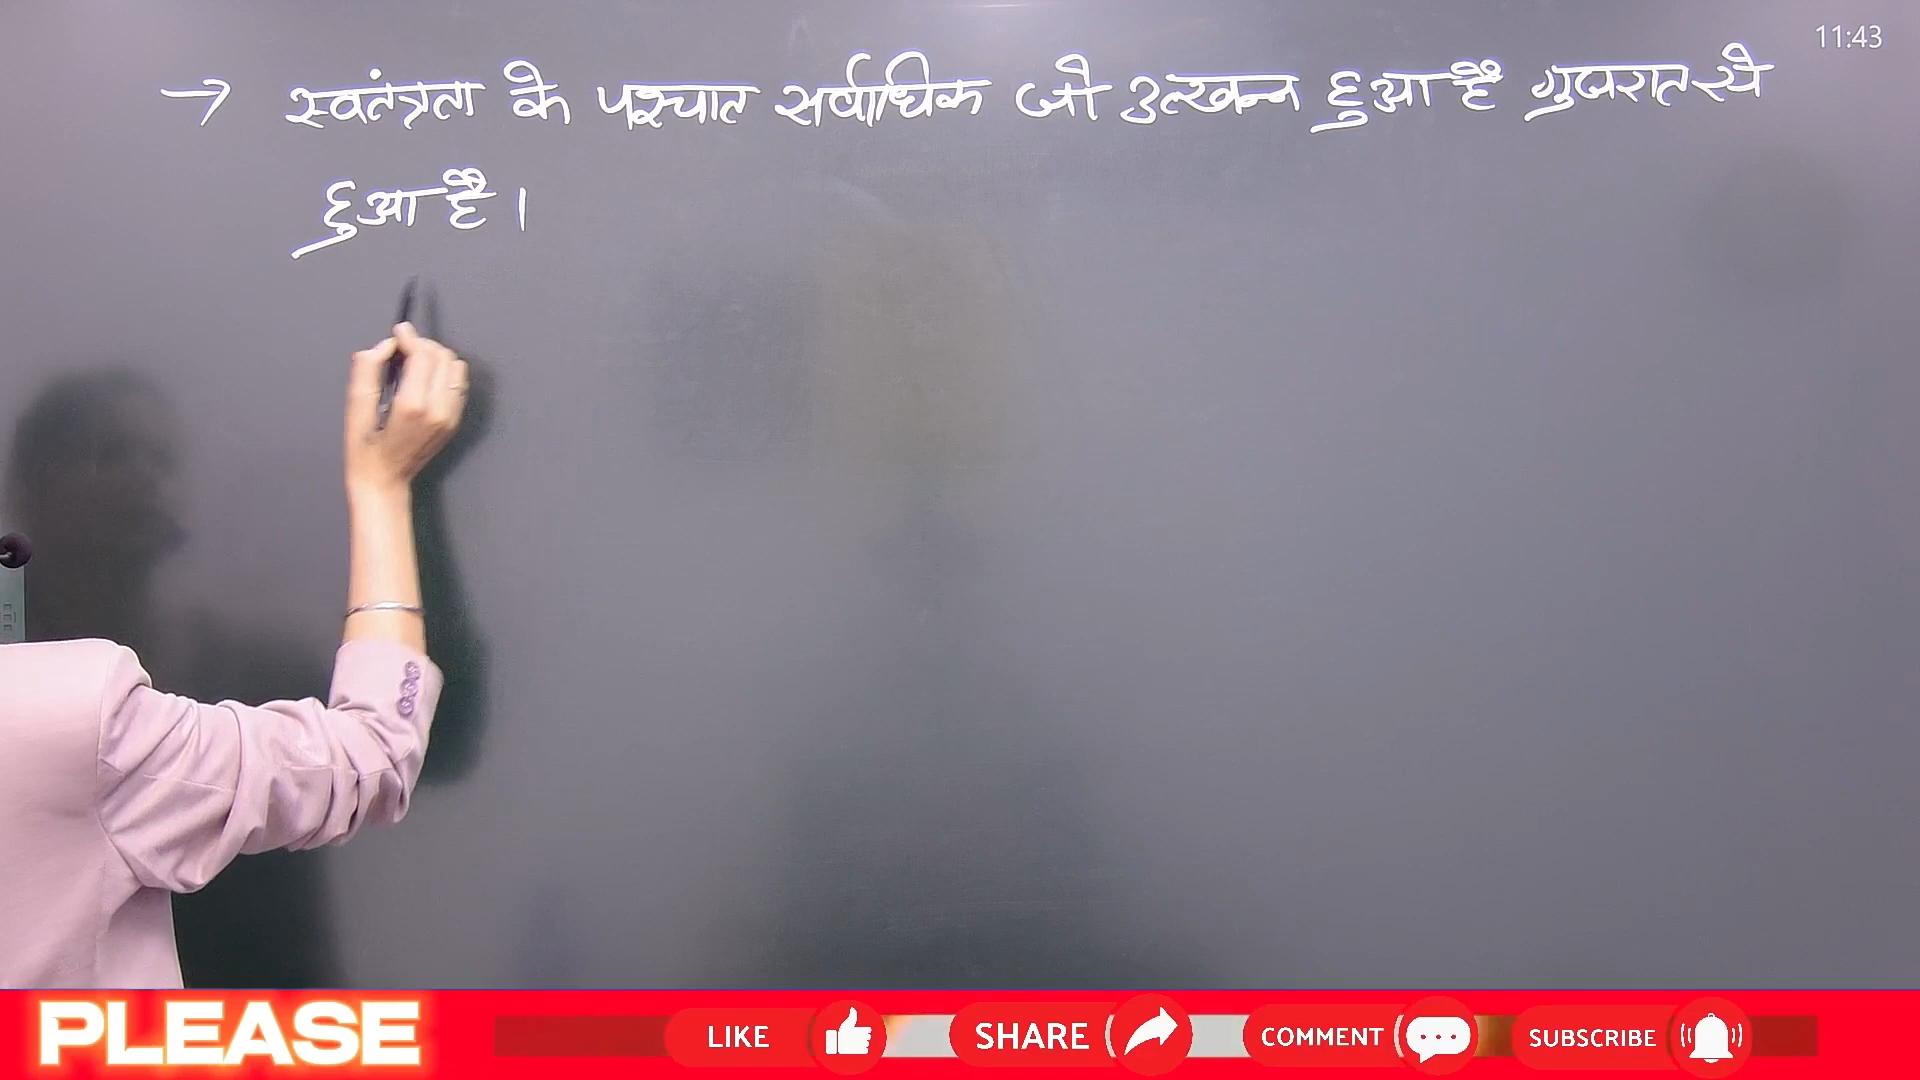 11:43
→ स्वतंत्रता के पश्चात सर्वाधिक जो उत्खनन हुआ है गुजरात से
हुआ है।
PLEASE LIKE SHARE COMMENT SUBSCRIBE